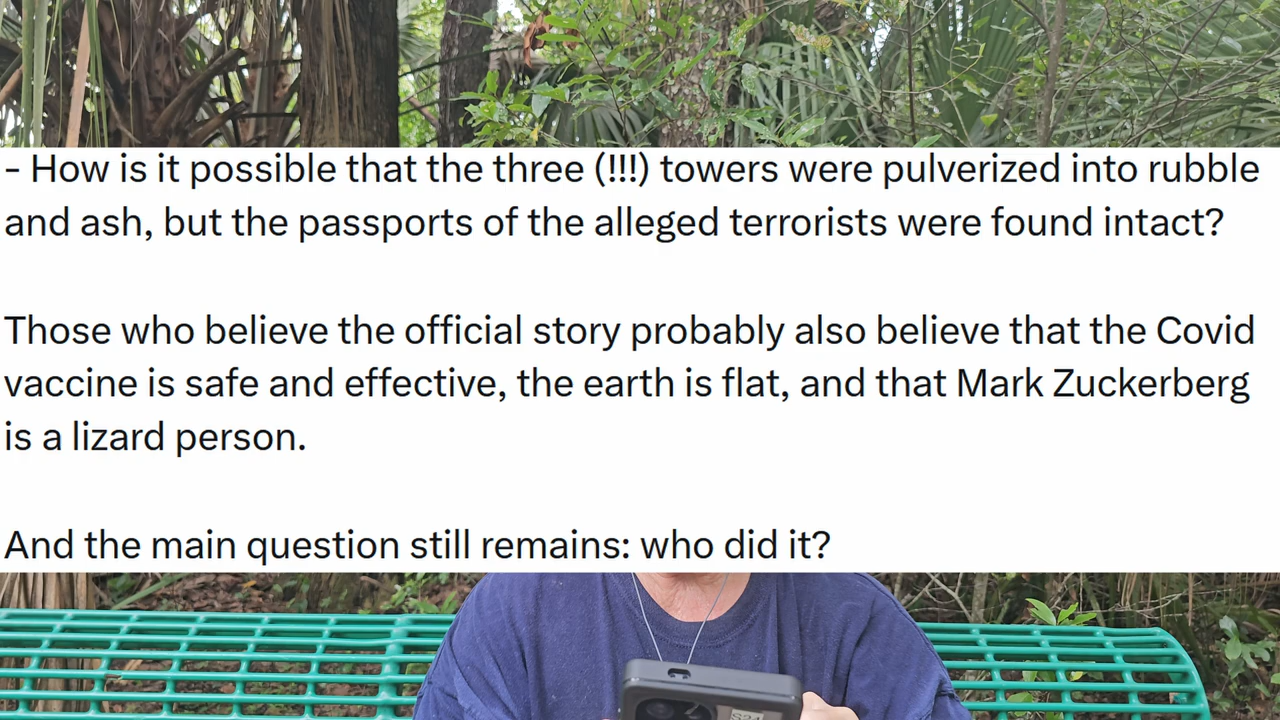 - How is it possible that the three (!!!) towers were pulverized into rubble
and ash, but the passports of the alleged terrorists were found intact?
Those who believe the official story probably also believe that the Covid
vaccine is safe and effective, the earth is flat, and that Mark Zuckerberg
is a lizard person.
And the main question still remains: who did it?